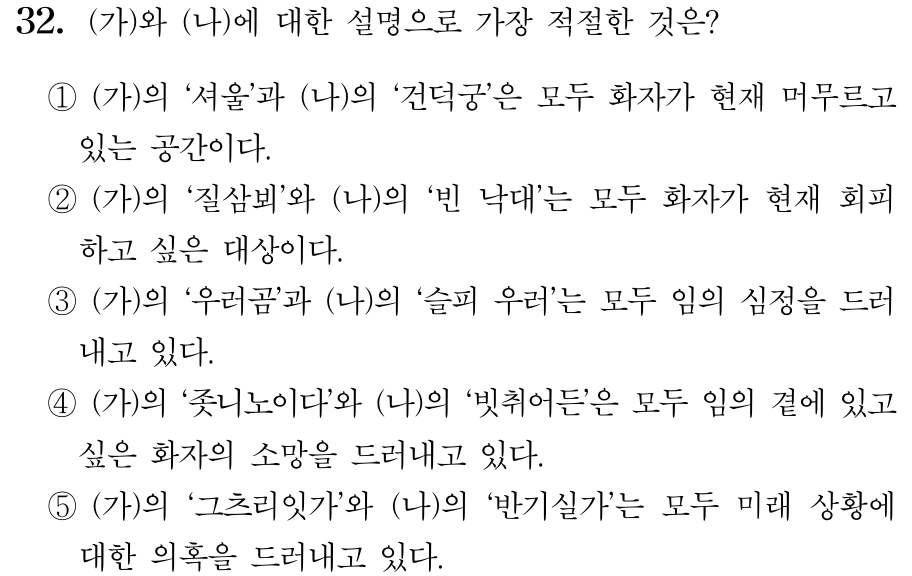 32. (가)와 (나)에 대한 설명으로 가장 적절한 것은?
① (가)의 ‘셔울’과 (나)의 ‘건덕궁’은 모두 화자가 현재 머무르고
있는 공간이다.
② (가)의 ‘질삼뵈’와 (나)의 ‘빈 낙대’는 모두 화자가 현재 회피
하고 싶은 대상이다.
③ (가)의 ‘우러곰’과 (나)의 ‘슬피 우러’는 모두 임의 심정을 드러
내고 있다.
④ (가)의 ‘좃니노이다’와 (나)의 ‘빗취어든’은 모두 임의 곁에 있고
싶은 화자의 소망을 드러내고 있다.
⑤ (가)의 ‘그츠리잇가’와 (나)의 ‘반기실가’는 모두 미래 상황에
대한 의혹을 드러내고 있다.